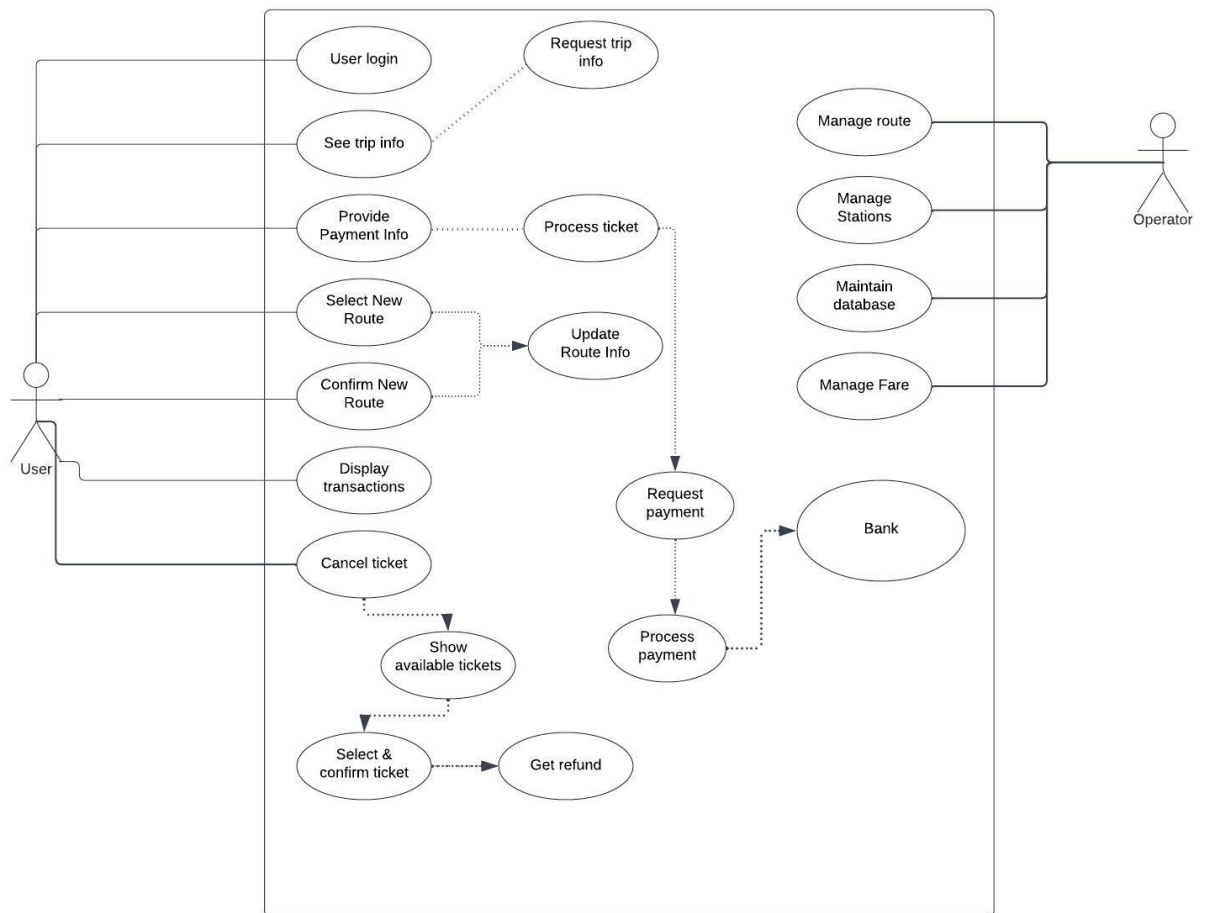 User login
Request trip
info
See trip info
Manage route
Provide
Payment Info
Process ticket
Manage
Stations
Operator
Select New
Route
Update
Route Info
Maintain
database
Confirm New
Route
Manage Fare
User
Display
transactions
Request
payment
Bank
Cancel ticket
Show
available tickets
Process
payment
Select &
confirm ticket
Get refund